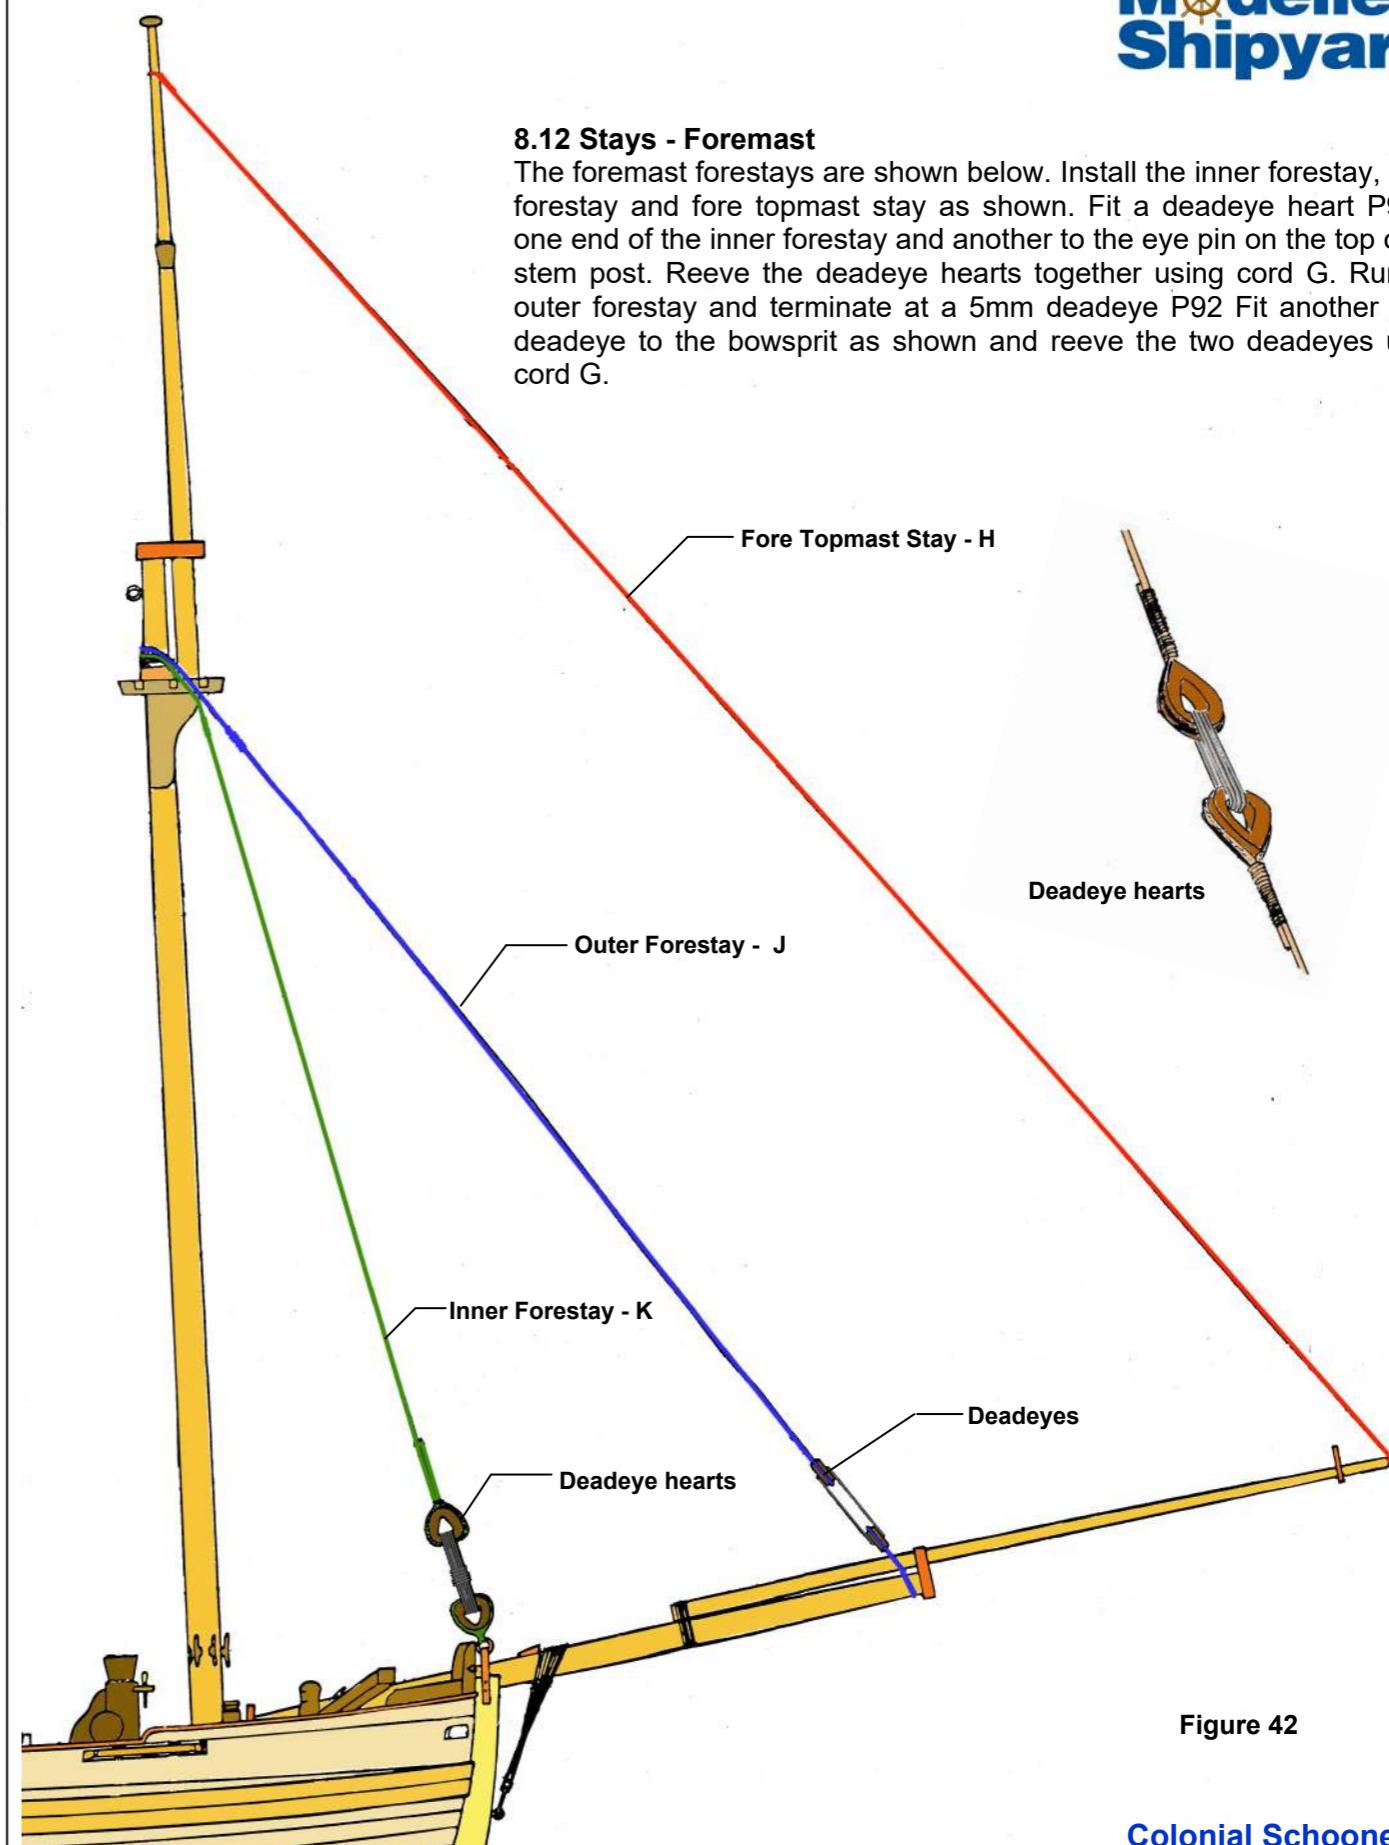 Modelle
Shipyar
8.12 Stays - Foremast
The foremast forestays are shown below. Install the inner forestay,
forestay and fore topmast stay as shown. Fit a deadeye heart P9
one end of the inner forestay and another to the eye pin on the top
stem post. Reeve the deadeye hearts together using cord G. Run
outer forestay and terminate at a 5mm deadeye P92 Fit another
deadeye to the bowsprit as shown and reeve the two deadeyes
cord G.
Fore Topmast Stay - H
Deadeye hearts
Outer Forestay - J
Inner Forestay - K
Deadeyes
Deadeye hearts
Figure 42
Colonial Schoone